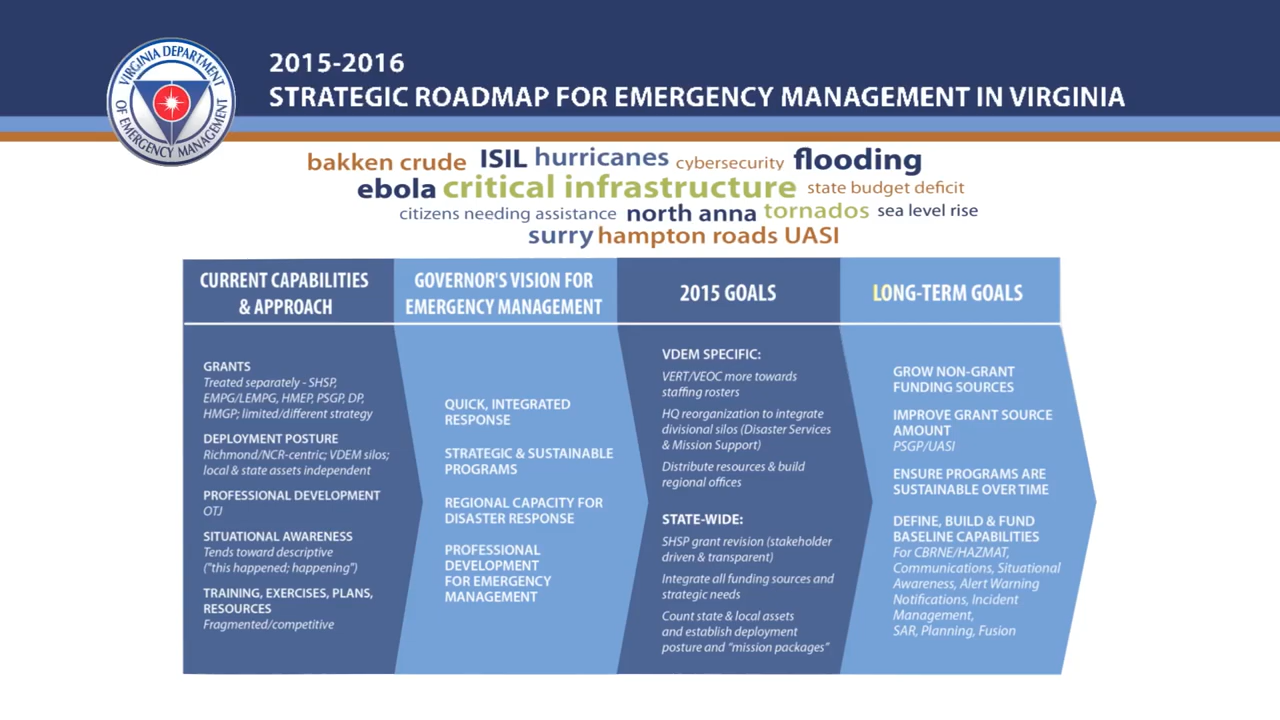 VIRGINIA DEPARTMENT
OF EMERGENCY MANAGEMENT
2015-2016
STRATEGIC ROADMAP FOR EMERGENCY MANAGEMENT IN VIRGINIA
bakken crude ISIL hurricanes cybersecurity flooding
ebola critical infrastructure state budget deficit
citizens needing assistance north anna tornados sea level rise
surry hampton roads UASI
CURRENT CAPABILITIES
& APPROACH
GRANTS
Treated separately - SHSP,
EMPG/LEMPG, HMEP, PSGP, DP,
HMGP; limited/different strategy
DEPLOYMENT POSTURE
Richmond/NCR-centric; VDEM silos;
local & state assets independent
PROFESSIONAL DEVELOPMENT
OTJ
SITUATIONAL AWARENESS
Tends toward descriptive
("this happened; happening")
TRAINING, EXERCISES, PLANS,
RESOURCES
Fragmented/competitive
GOVERNOR'S VISION FOR
EMERGENCY MANAGEMENT
QUICK, INTEGRATED
RESPONSE
STRATEGIC & SUSTAINABLE
PROGRAMS
REGIONAL CAPACITY FOR
DISASTER RESPONSE
PROFESSIONAL
DEVELOPMENT
FOR EMERGENCY
MANAGEMENT
2015 GOALS
VDEM SPECIFIC:
VERT/VEOC more towards
staffing rosters
HQ reorganization to integrate
divisional silos (Disaster Services
& Mission Support)
Distribute resources & build
regional offices
STATE-WIDE:
SHSP grant revision (stakeholder
driven & transparent)
Integrate all funding sources and
strategic needs
Count state & local assets
and establish deployment
posture and "mission packages"
LONG-TERM GOALS
GROW NON-GRANT
FUNDING SOURCES
IMPROVE GRANT SOURCE
AMOUNT
PSGP/UASI
ENSURE PROGRAMS ARE
SUSTAINABLE OVER TIME
DEFINE, BUILD & FUND
BASELINE CAPABILITIES
For CBRNE/HAZMAT,
Communications, Situational
Awareness, Alert Warning
Notifications, Incident
Management,
SAR, Planning, Fusion